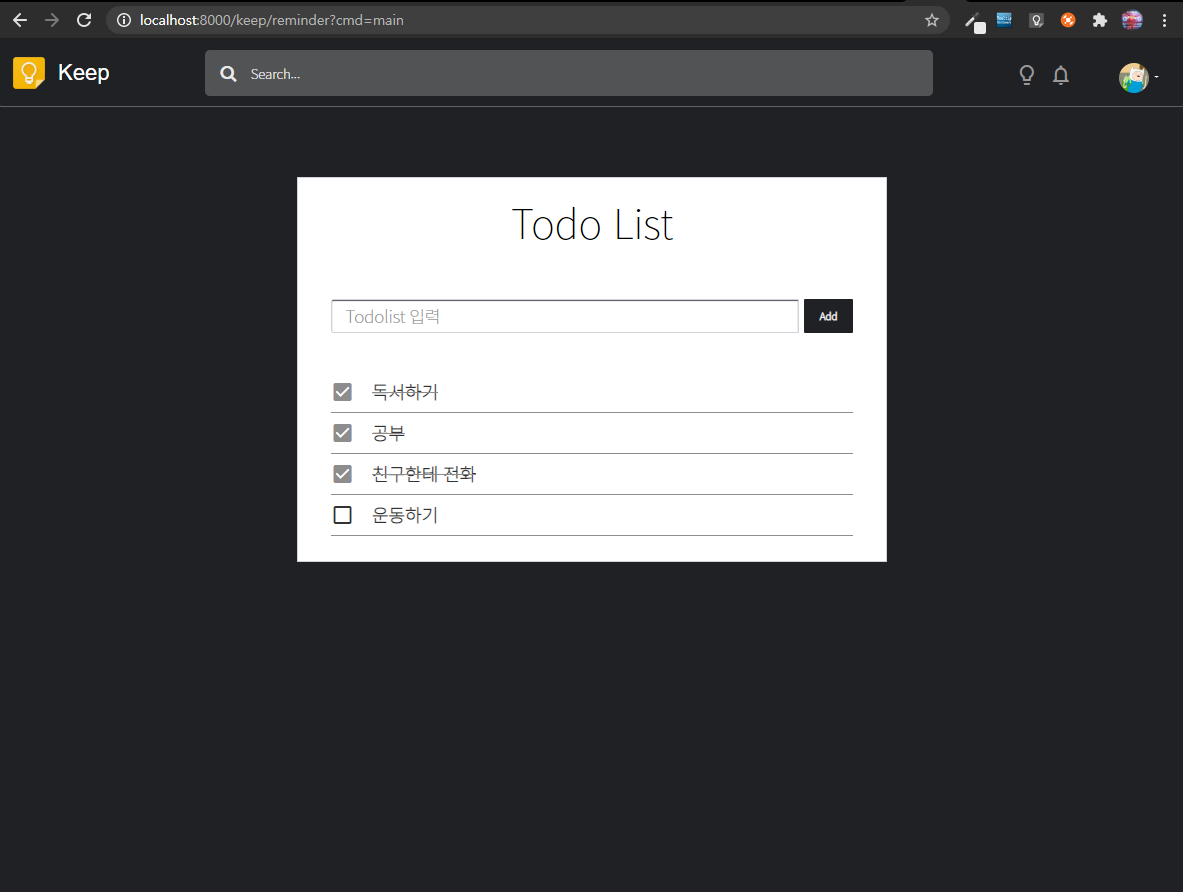 localhost:8000/keep/reminder?cmd=main
Keep
Search...
Todo List
Todolist 입력
Add
독서하기
공부
친구한테 전화
운동하기